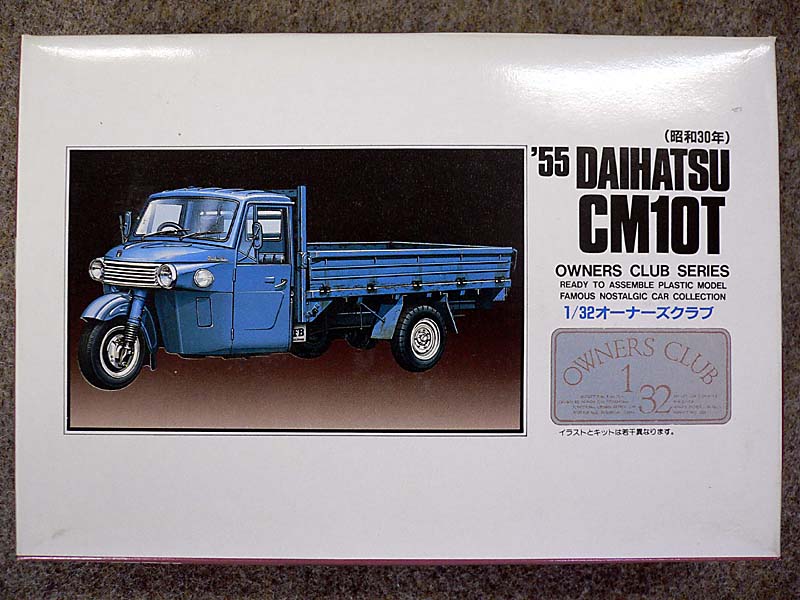 (昭和30年)
'55 DAIHATSU
CM10T
OWNERS CLUB SERIES
READY TO ASSEMBLE PLASTIC MODEL
FAMOUS NOSTALGIC CAR COLLECTION
1/32オーナーズクラブ
OWNERS CLUB
1
32
イラストとキットは若干異なります。
FB